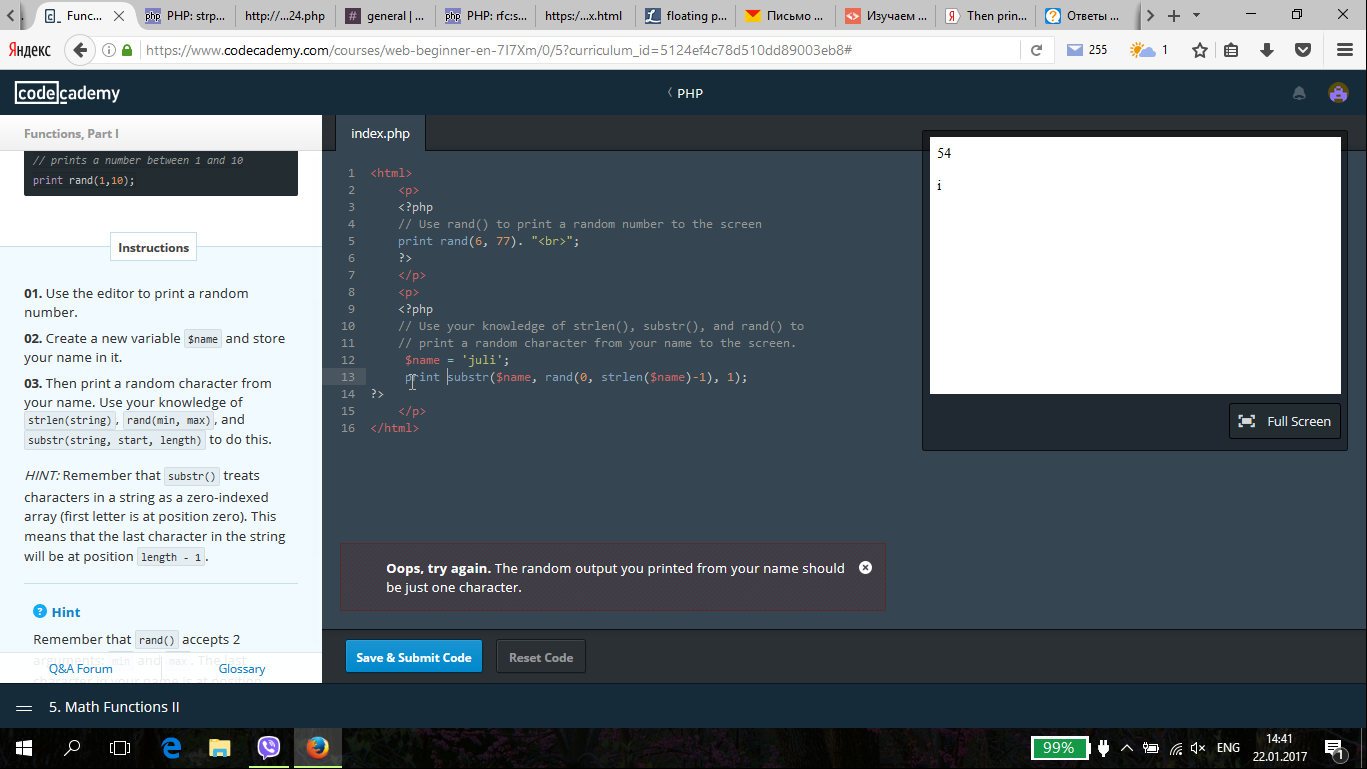 Func...
PHP: strp...
http://...24.php
general | ...
PHP: rfc:s...
https:/...x.html
floating p...
Письмо ...
Изучаем ...
Then prin...
Ответы ...
Яндекс
https://www.codecademy.com/courses/web-beginner-en-7I7Xm/0/5?curriculum_id=5124ef4c78d510dd89003eb8#
255
1
codecademy
PHP
Functions, Part I
// prints a number between 1 and 10
print rand(1,10);
Instructions
01. Use the editor to print a random
number.
02. Create a new variable $name and store
your name in it.
03. Then print a random character from
your name. Use your knowledge of
strlen(string), rand(min, max), and
substr(string, start, length) to do this.
HINT: Remember that substr() treats
characters in a string as a zero-indexed
array (first letter is at position zero). This
means that the last character in the string
will be at position length - 1.
? Hint
Remember that rand() accepts 2
arguments: min and max. The last
character in your name is at position
Q&A Forum
Glossary
index.php
1 <html>
2 <p>
3 <?php
4 // Use rand() to print a random number to the screen
5 print rand(6, 77). "<br>";
6 ?>
7 </p>
8 <p>
9 <?php
10 // Use your knowledge of strlen(), substr(), and rand() to
11 // print a random character from your name to the screen.
12 $name = 'juli';
13 print substr($name, rand(0, strlen($name)-1), 1);
14 ?>
15 </p>
16 </html>
54
i
Full Screen
Oops, try again. The random output you printed from your name should
be just one character.
Save & Submit Code
Reset Code
5. Math Functions II
99%
ENG
14:41
22.01.2017
1